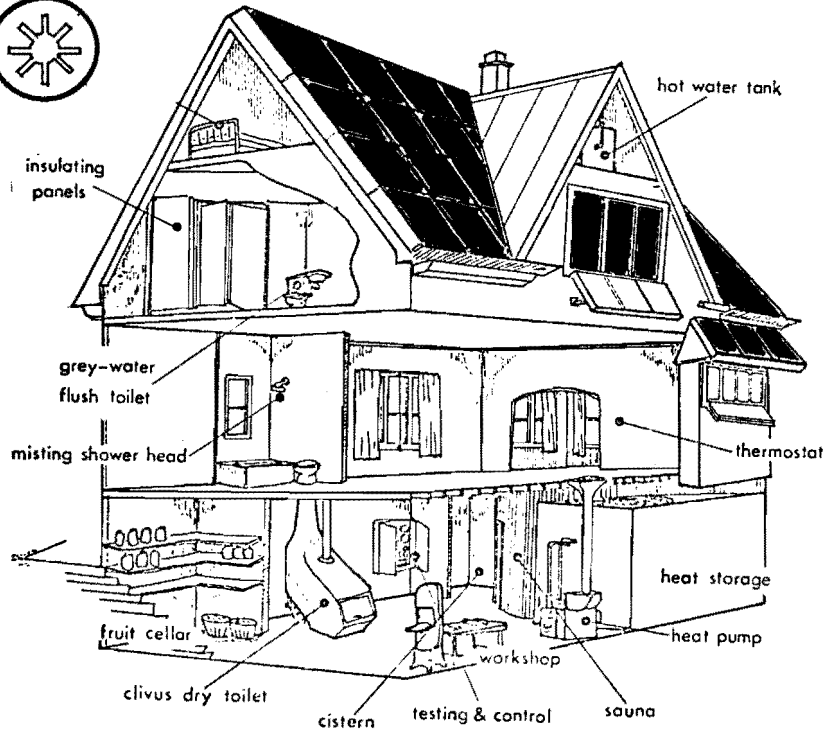 hot water tank
insulating
panels
grey-water
flush toilet
misting shower head
thermostat
heat storage
fruit cellar
heat pump
workshop
clivus dry toilet
cistern
testing & control
sauna